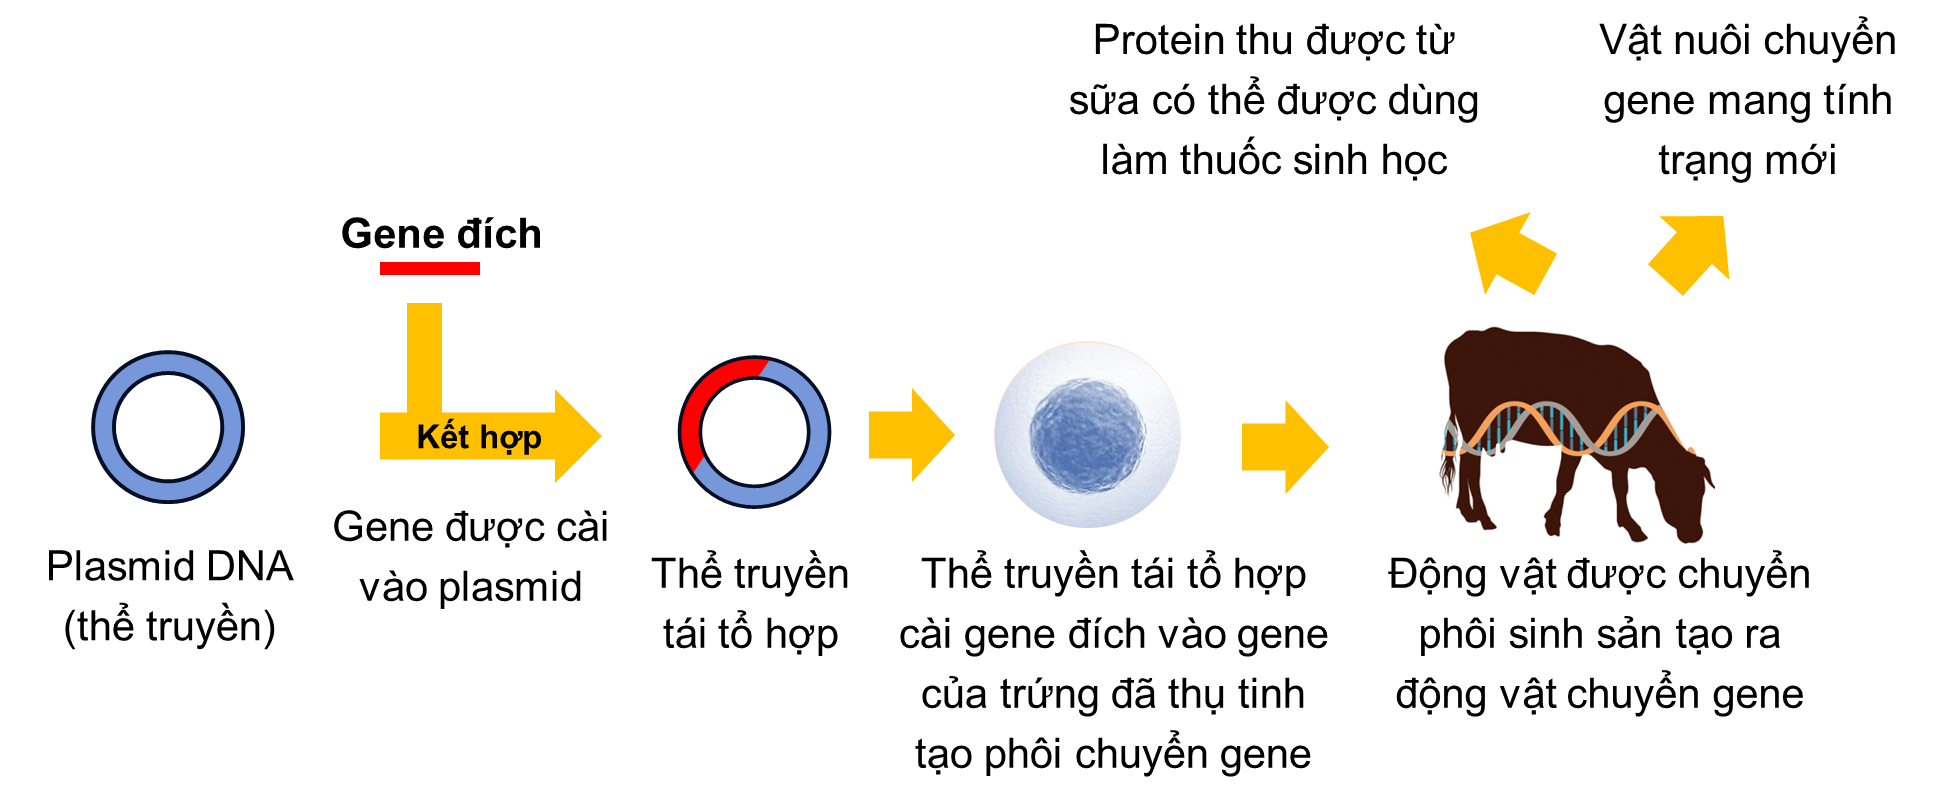 Protein thu được từ
sữa có thể được dùng
làm thuốc sinh học
Vật nuôi chuyển
gene mang tính
trạng mới
Gene đích
Kết hợp
Gene được cài
vào plasmid
Plasmid DNA
(thể truyền)
Thể truyền
tái tổ hợp
Thể truyền tái tổ hợp
cài gene đích vào gene
của trứng đã thụ tinh
tạo phôi chuyển gene
Động vật được chuyển
phôi sinh sản tạo ra
động vật chuyển gene